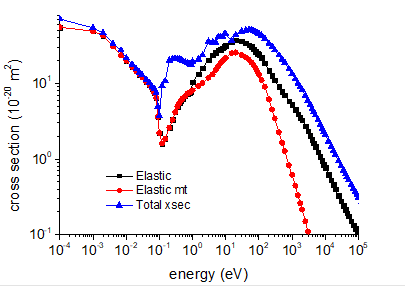 cross section (10⁻²⁰ m²)
10¹
10⁰
10⁻¹
Elastic
Elastic mt
Total xsec
10⁻⁴ 10⁻³ 10⁻² 10⁻¹ 10⁰ 10¹ 10² 10³ 10⁴ 10⁵
energy (eV)